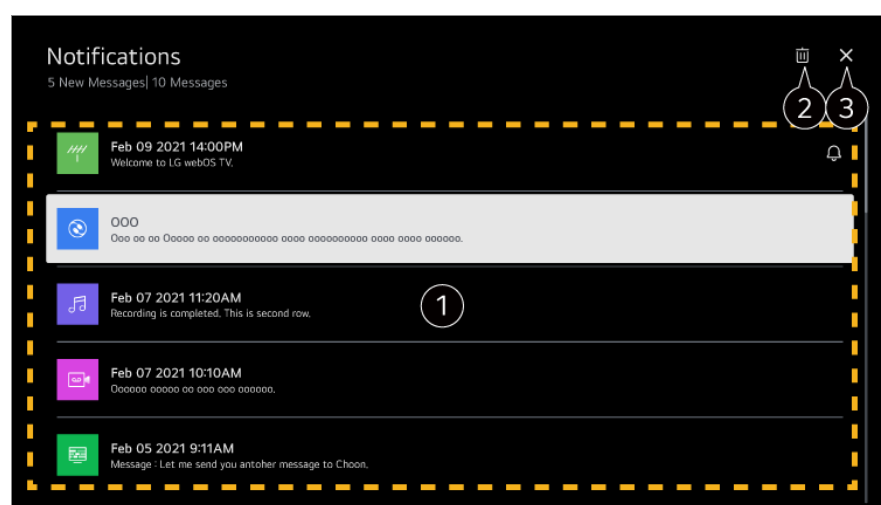 Notifications
5 New Messages| 10 Messages
2 3
Feb 09 2021 14:00PM
Welcome to LG webOS TV.
OOO
Ooo oo oo Ooooo oo ooooooooooo oooo oooooooooo oooo oooo oooooo.
Feb 07 2021 11:20AM
Recording is completed. This is second row.
1
Feb 07 2021 10:10AM
Oooooo ooooo oo ooo ooo oooooo.
Feb 05 2021 9:11AM
Message : Let me send you antoher message to Choon.